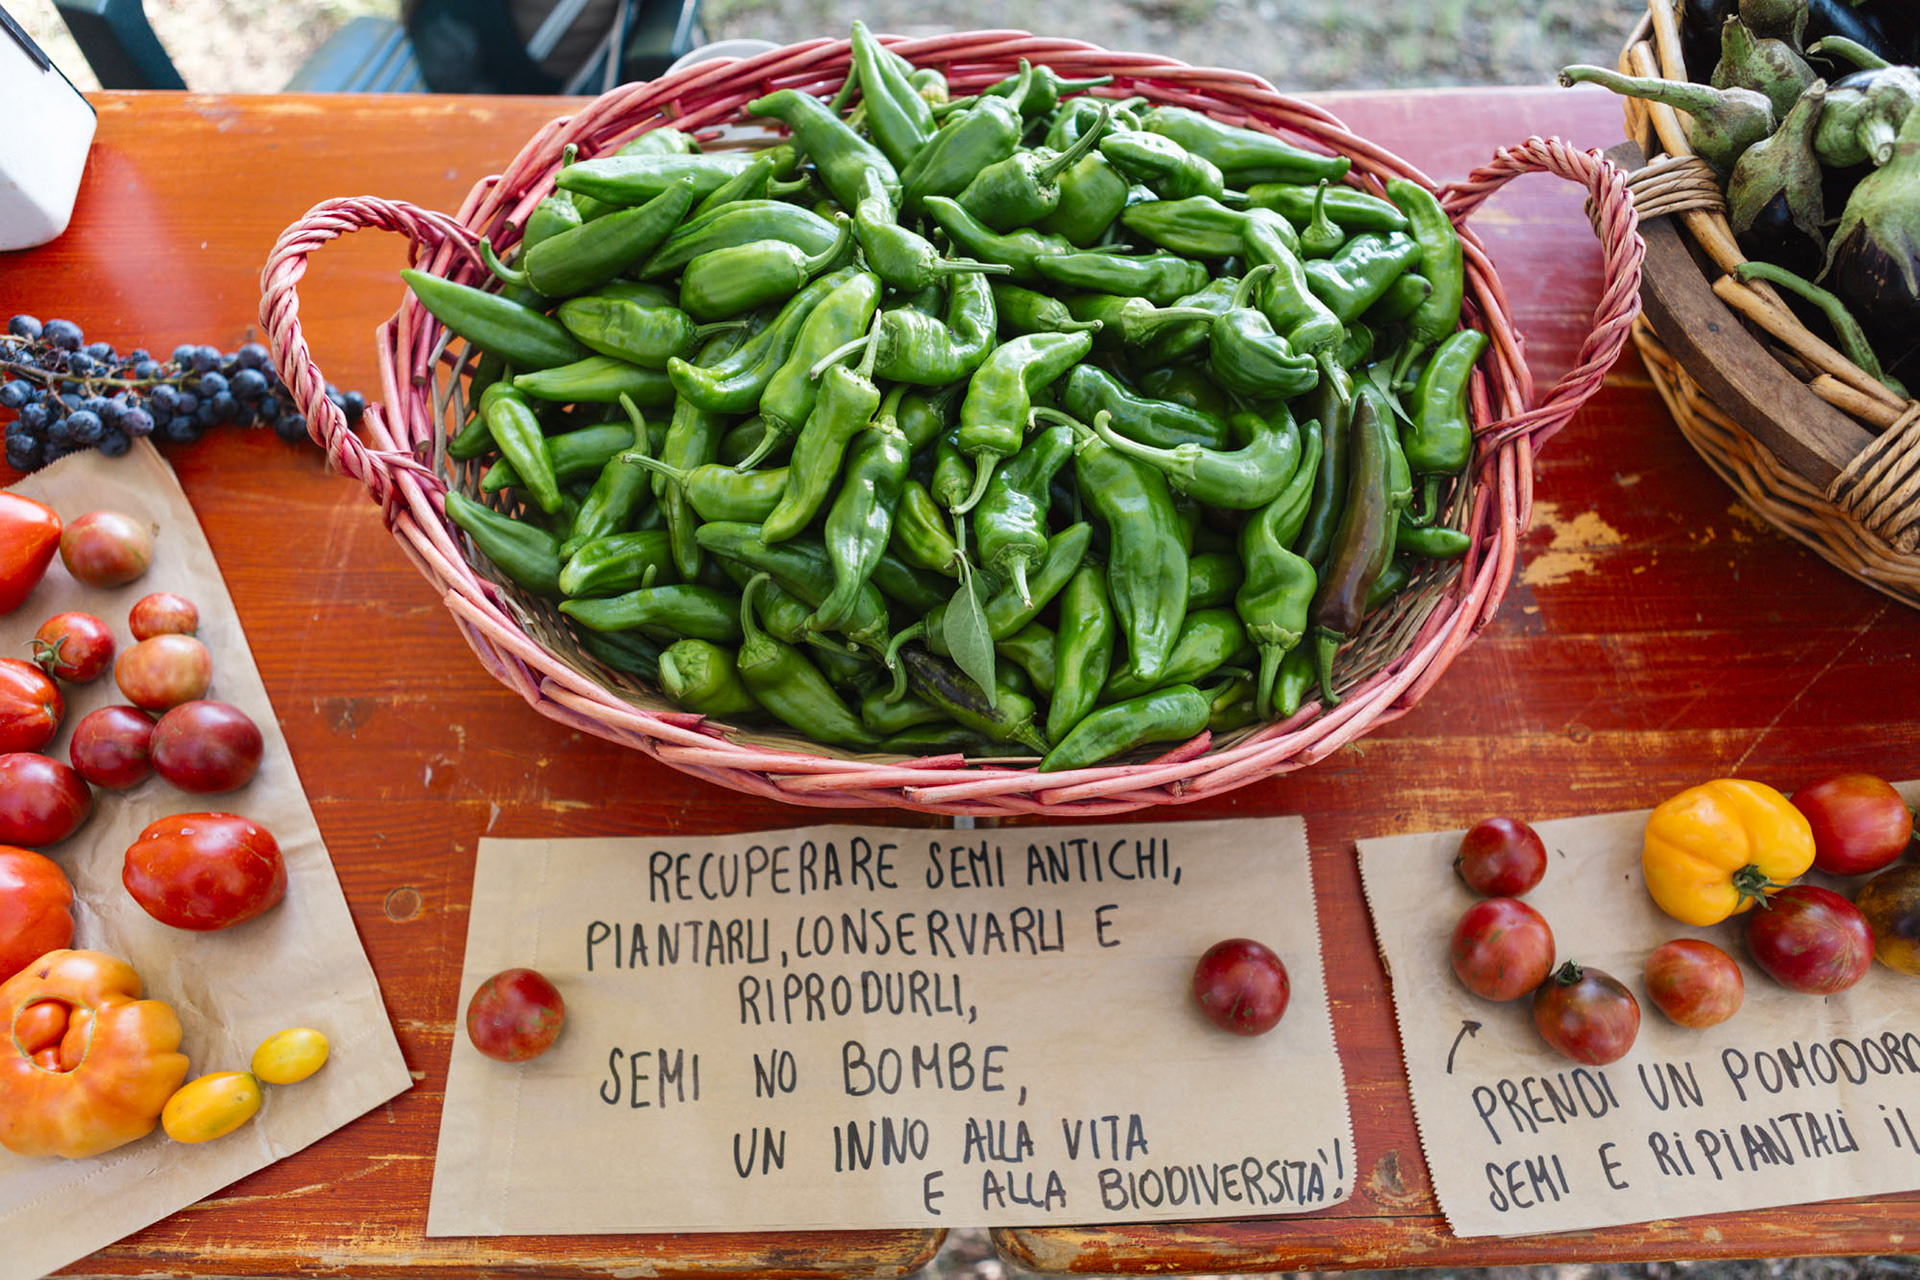 RECUPERARE SEMI ANTICHI,
PIANTARLI, CONSERVARLI E
RIPRODURLI,
SEMI NO BOMBE,
UN INNO ALLA VITA
E ALLA BIODIVERSITA'!
PRENDI UN POMODORO
SEMI E RIPIANTALI IL